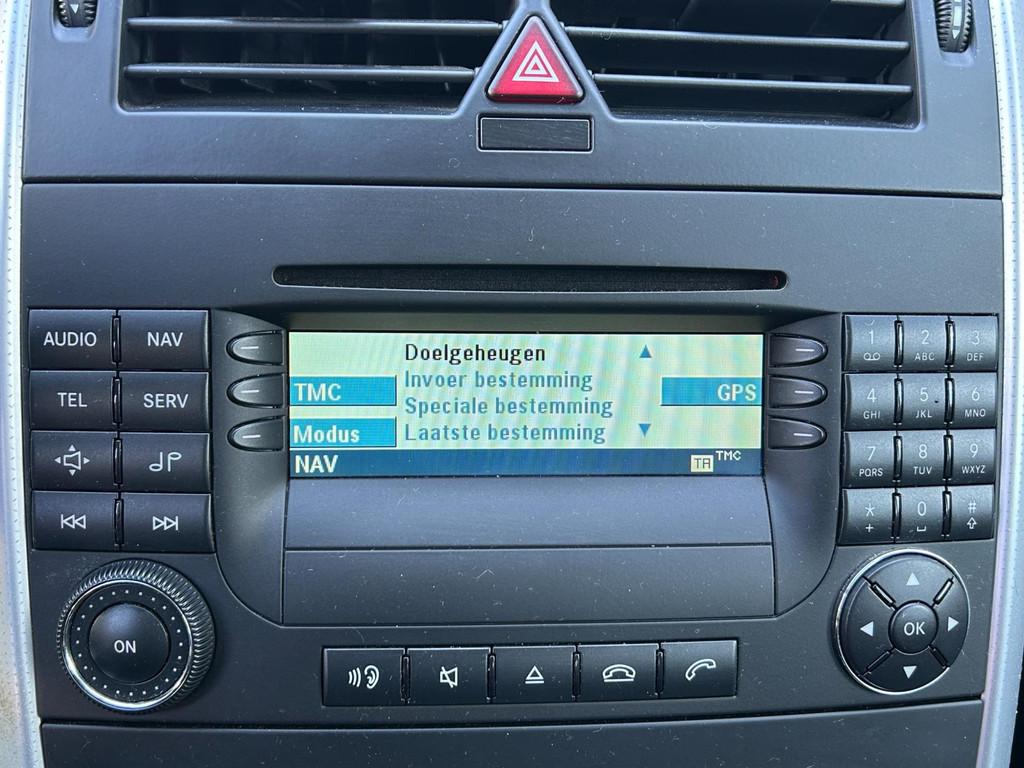 AUDIO NAV
TEL SERV
ON
Doelgeheugen
Invoer bestemming
TMC
GPS
Speciale bestemming
Modus
Laatste bestemming
NAV
TA TMC
1 2 ABC 3 DEF
4 GHI 5 JKL 6 MNO
7 PQRS 8 TUV 9 WXYZ
* + 0 #
OK